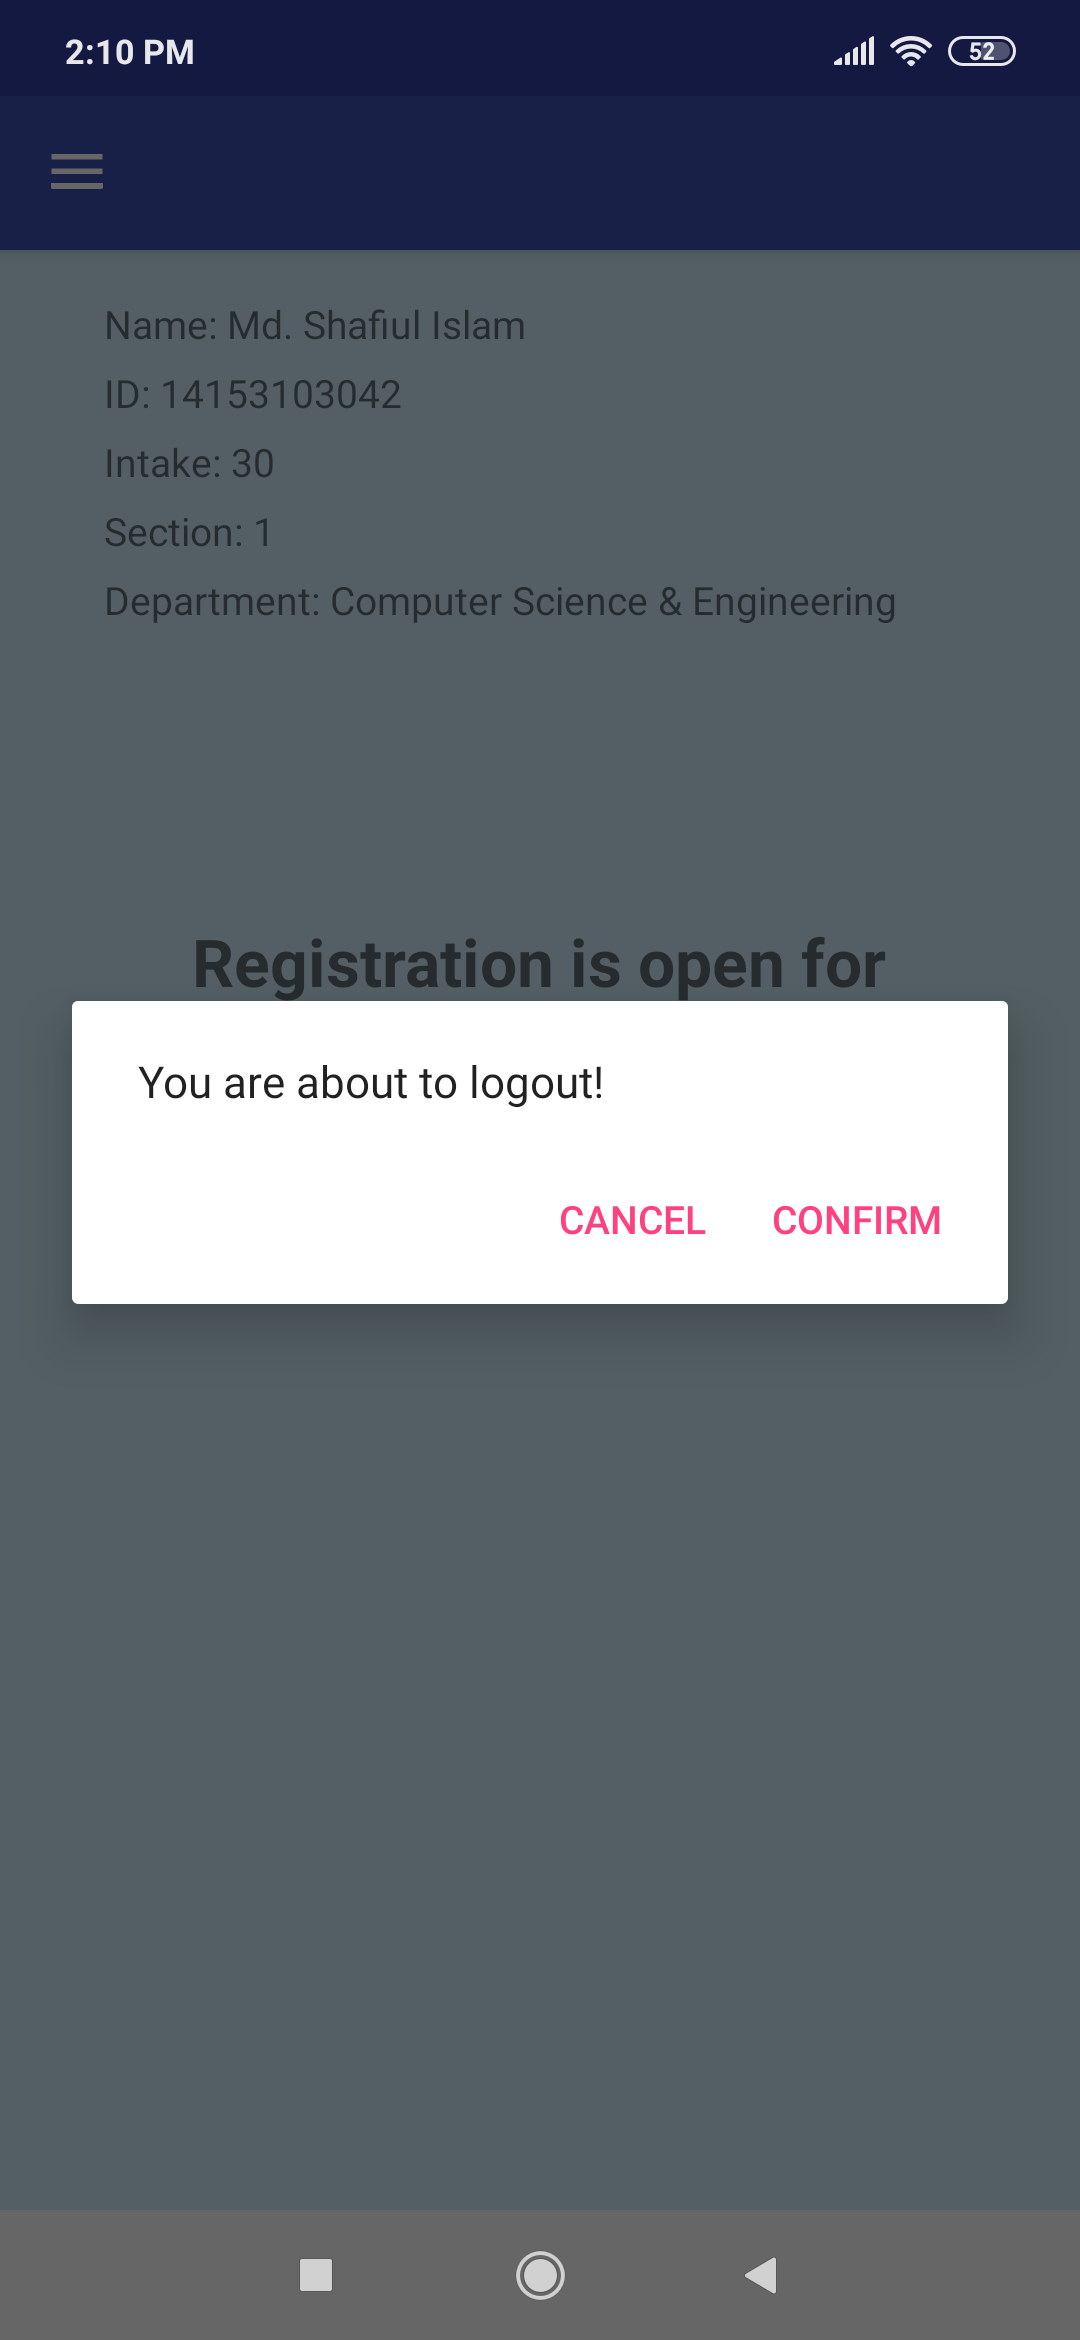 2:10 PM
52
Name: Md. Shafiul Islam
ID: 14153103042
Intake: 30
Section: 1
Department: Computer Science & Engineering
Registration is open for
You are about to logout!
CANCEL CONFIRM